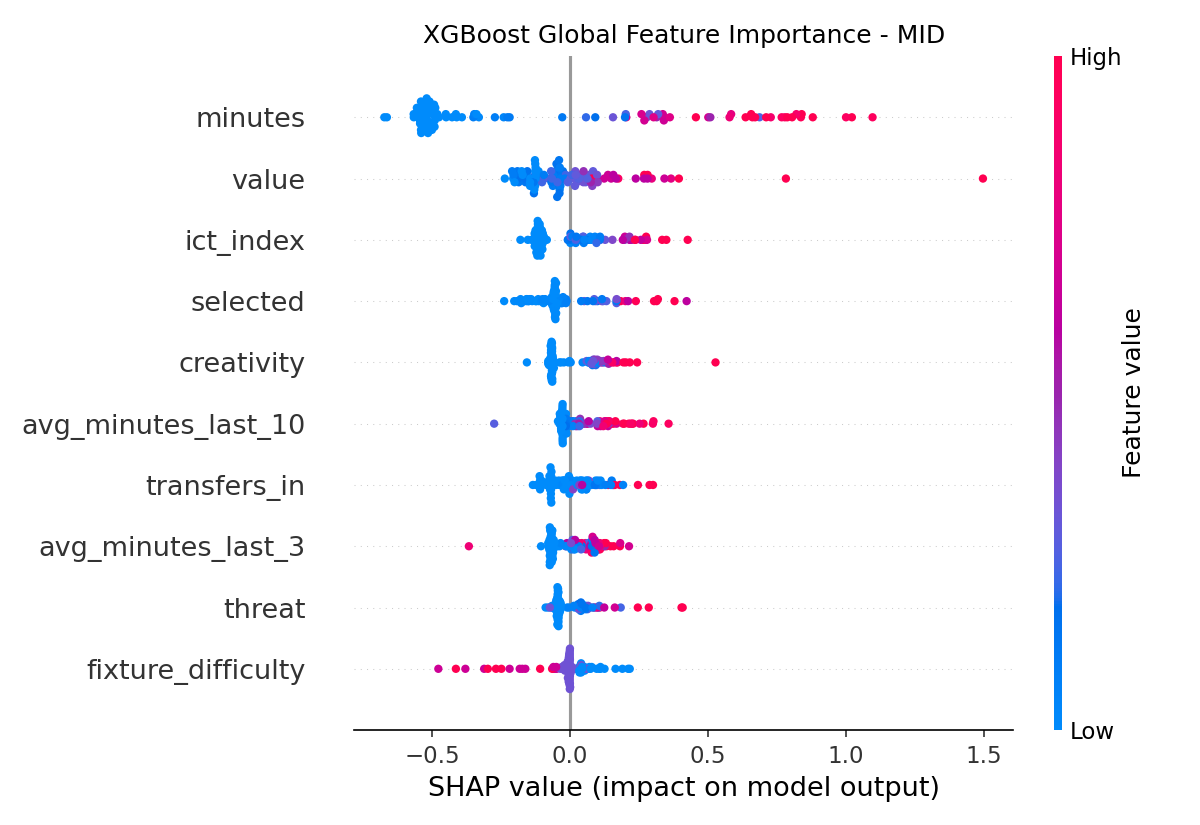 XGBoost Global Feature Importance - MID
High
minutes
value
ict_index
selected
creativity
avg_minutes_last_10
transfers_in
avg_minutes_last_3
threat
fixture_difficulty
Feature value
Low
−0.5 0.0 0.5 1.0 1.5
SHAP value (impact on model output)